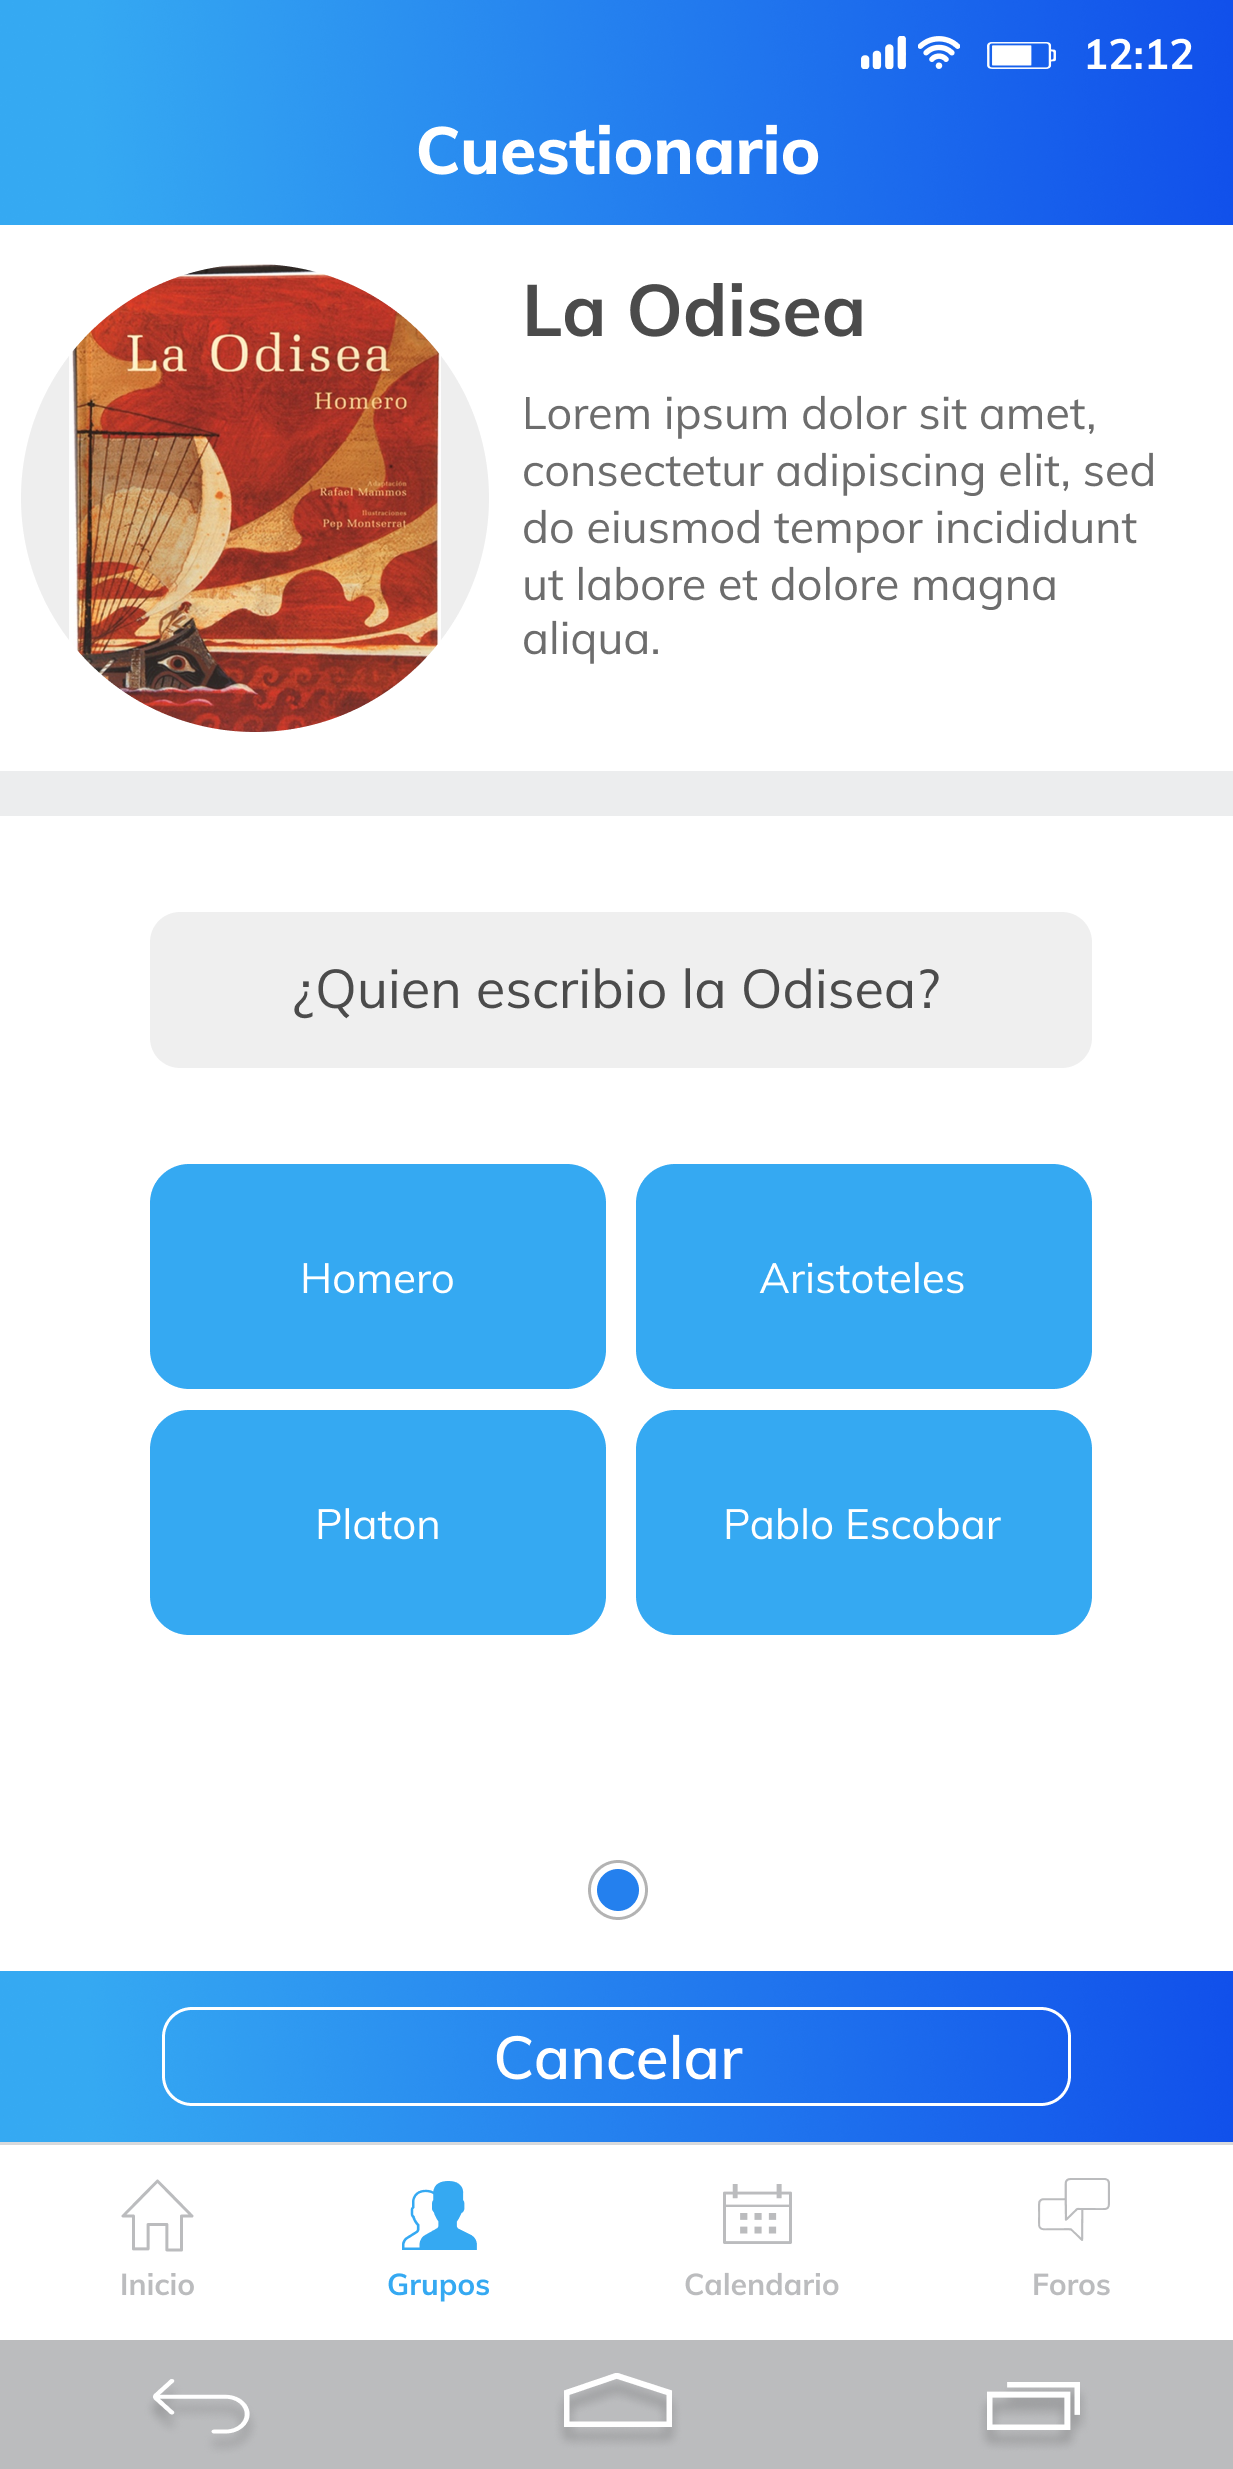 12:12
Cuestionario
La Odisea
Homero
Adaptación
Rafael Mammos
Ilustraciones
Pep Montserrat
La Odisea
Lorem ipsum dolor sit amet,
consectetur adipiscing elit, sed
do eiusmod tempor incididunt
ut labore et dolore magna
aliqua.
¿Quien escribio la Odisea?
Homero
Aristoteles
Platon
Pablo Escobar
Cancelar
Inicio
Grupos
Calendario
Foros